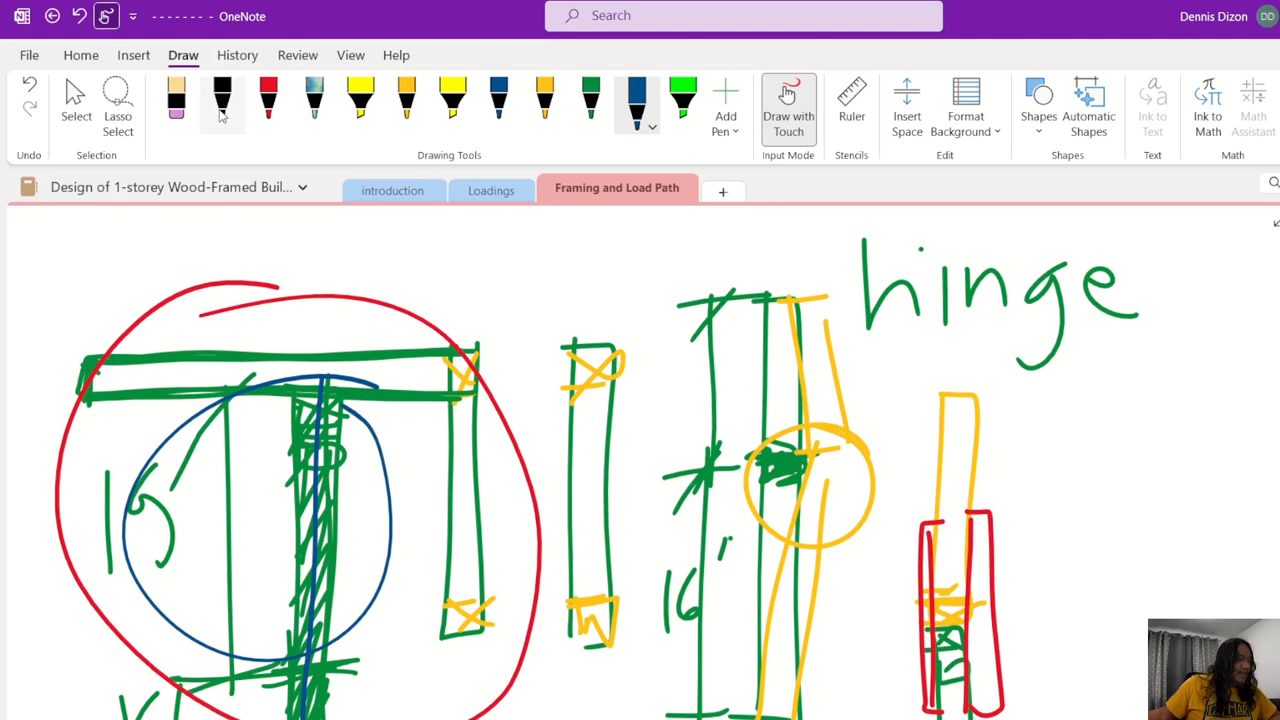 - - - - - - - - OneNote
Search
Dennis Dizon
DD
File Home Insert Draw History Review View Help
Select
Lasso Select
Add Pen
Draw with Touch
Ruler
Insert Space
Format Background
Shapes
Automatic Shapes
Ink to Text
Ink to Math
Math Assistant
Undo
Selection
Drawing Tools
Input Mode
Stencils
Edit
Shapes
Text
Math
Design of 1-storey Wood-Framed Buil...
introduction
Loadings
Framing and Load Path
+
hinge
15
16'